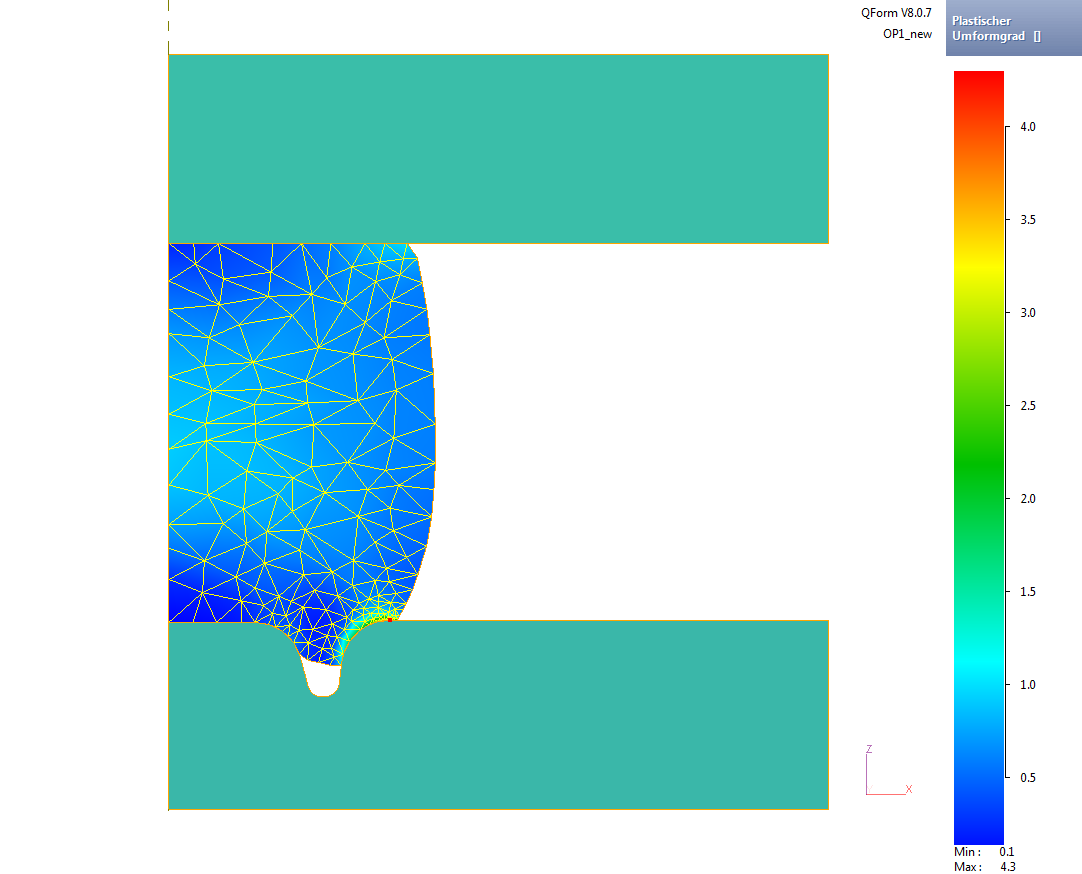 QForm V8.0.7
OP1_new
Plastischer
Umformgrad []
4.0
3.5
3.0
2.5
2.0
1.5
1.0
0.5
Min : 0.1
Max : 4.3
Z
X